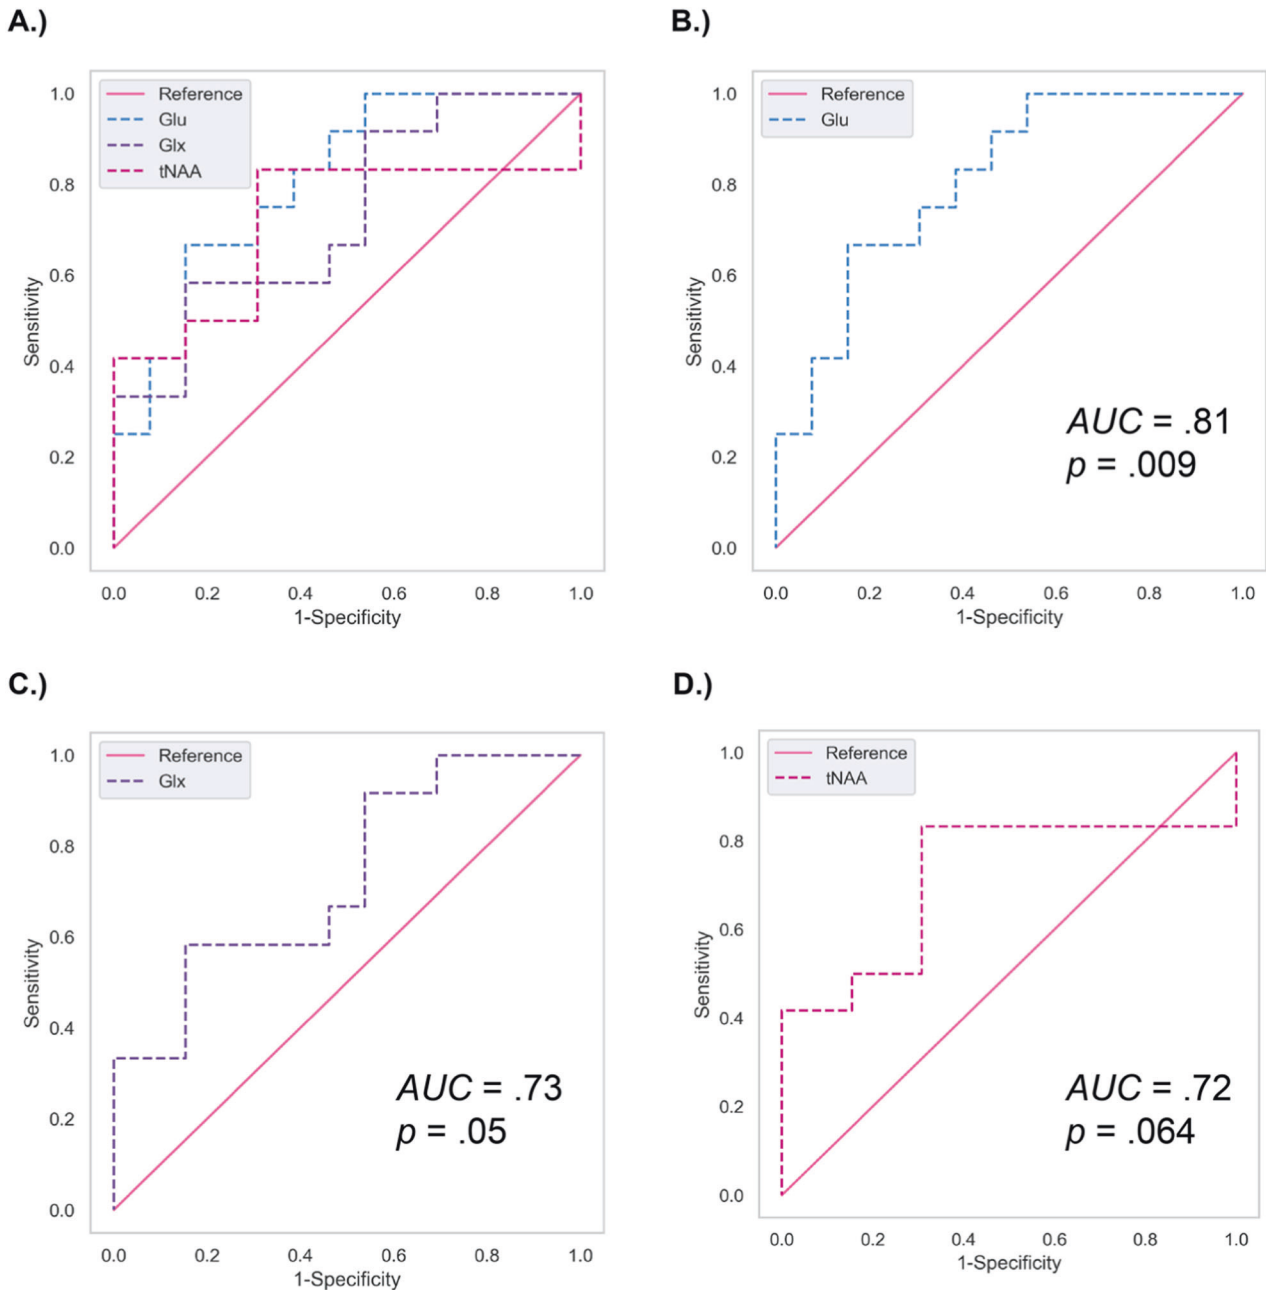 A.)
B.)
Reference
Glu
Glx
tNAA
1.0
0.8
0.6
0.4
0.2
0.0
Sensitivity
0.0 0.2 0.4 0.6 0.8 1.0
1-Specificity
Reference
Glu
1.0
0.8
0.6
0.4
0.2
0.0
Sensitivity
AUC = .81
p = .009
0.0 0.2 0.4 0.6 0.8 1.0
1-Specificity
C.)
D.)
Reference
Glx
1.0
0.8
0.6
0.4
0.2
0.0
Sensitivity
AUC = .73
p = .05
0.0 0.2 0.4 0.6 0.8 1.0
1-Specificity
Reference
tNAA
1.0
0.8
0.6
0.4
0.2
0.0
Sensitivity
AUC = .72
p = .064
0.0 0.2 0.4 0.6 0.8 1.0
1-Specificity